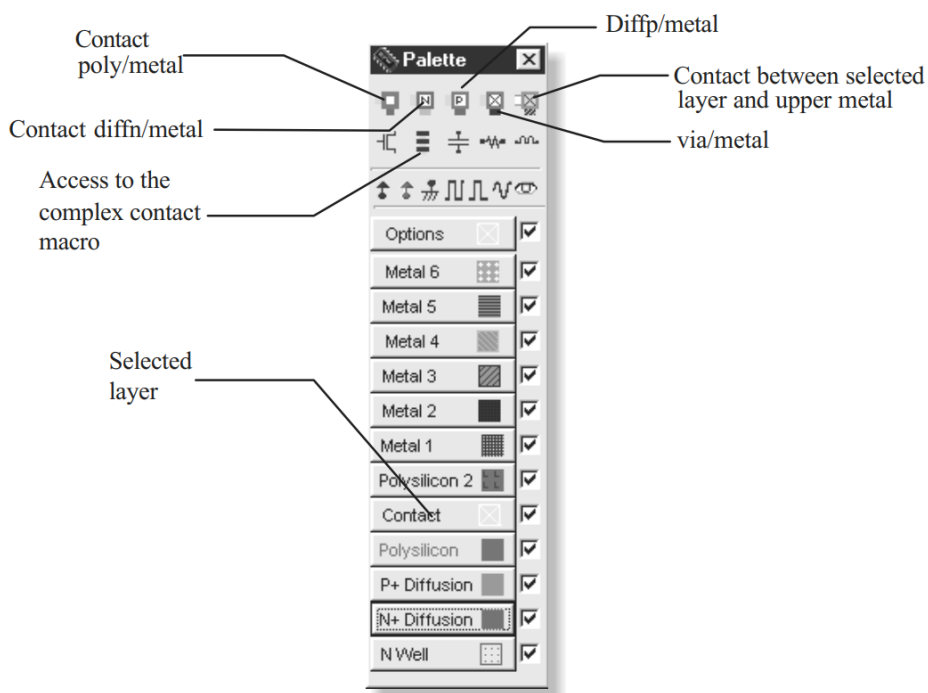 Diffp/metal
Contact
poly/metal
Palette
Contact between selected
layer and upper metal
N
P
Contact diffn/metal
via/metal
Access to the
complex contact
macro
Options
Metal 6
Metal 5
Metal 4
Selected
layer
Metal 3
Metal 2
Metal 1
Polysilicon 2
Contact
Polysilicon
P+ Diffusion
N+ Diffusion
N Well